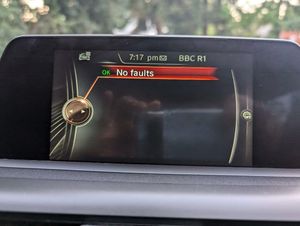 7:17 pm BBC R1
OK No faults